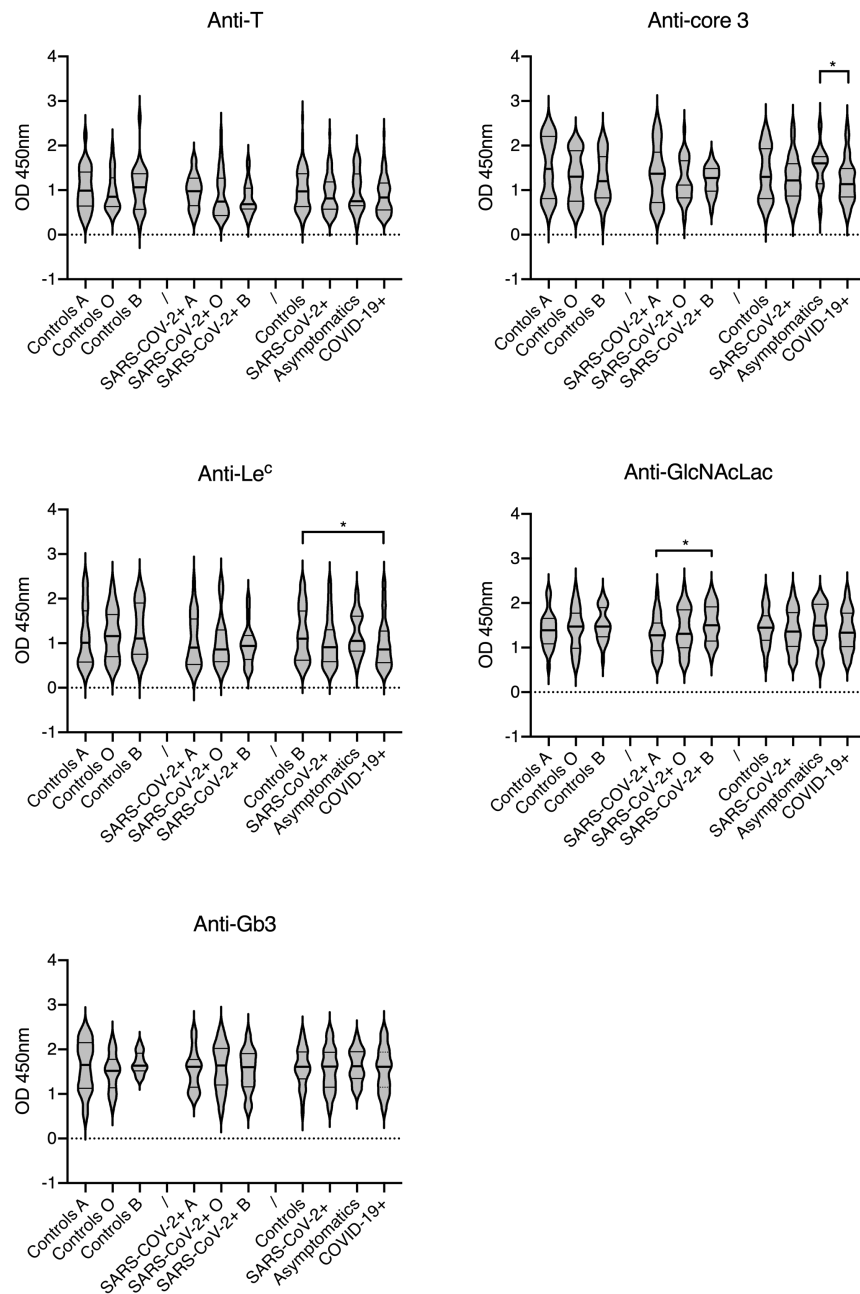 Anti-T
4
3
2
1
0
-1
OD 450nm
Controls A
Controls O
Controls B
/
SARS-COV-2+ A
SARS-CoV-2+ O
SARS-CoV-2+ B
/
Controls
SARS-CoV-2+
Asymptomatics
COVID-19+
Anti-core 3
*
4
3
2
1
0
-1
OD 450nm
Controls A
Controls O
Controls B
/
SARS-COV-2+ A
SARS-CoV-2+ O
SARS-CoV-2+ B
/
Controls
SARS-CoV-2+
Asymptomatics
COVID-19+
Anti-Leᶜ
*
4
3
2
1
0
-1
OD 450nm
Controls A
Controls O
Controls B
/
SARS-COV-2+ A
SARS-CoV-2+ O
SARS-CoV-2+ B
/
Controls B
SARS-CoV-2+
Asymptomatics
COVID-19+
Anti-GlcNAcLac
*
4
3
2
1
0
-1
OD 450nm
Controls A
Controls O
Controls B
/
SARS-COV-2+ A
SARS-CoV-2+ O
SARS-CoV-2+ B
/
Controls
SARS-CoV-2+
Asymptomatics
COVID-19+
Anti-Gb3
4
3
2
1
0
-1
OD 450nm
Controls A
Controls O
Controls B
/
SARS-COV-2+ A
SARS-CoV-2+ O
SARS-CoV-2+ B
/
Controls
SARS-CoV-2+
Asymptomatics
COVID-19+